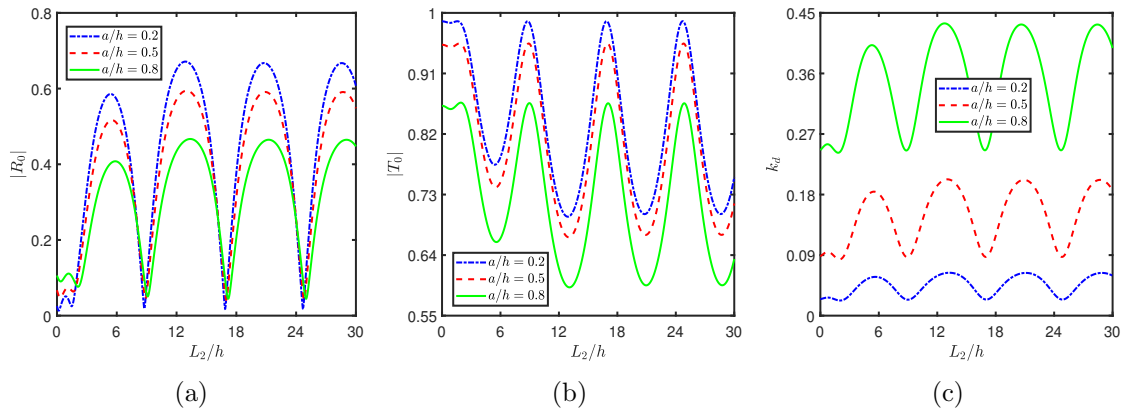 0.8
0.6
0.4
0.2
0
|R₀|
a/h = 0.2
a/h = 0.5
a/h = 0.8
0 6 12 18 24 30
L₂/h
(a)
1
0.91
0.82
0.73
0.64
0.55
|T₀|
a/h = 0.2
a/h = 0.5
a/h = 0.8
0 6 12 18 24 30
L₂/h
(b)
0.45
0.36
0.27
0.18
0.09
0
k_d
a/h = 0.2
a/h = 0.5
a/h = 0.8
0 6 12 18 24 30
L₂/h
(c)